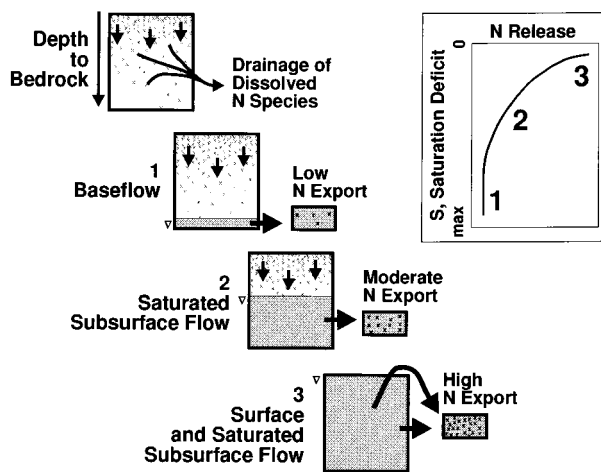 Depth
to
Bedrock
Drainage of
Dissolved
N Species
1
Baseflow
Low
N Export
2
Saturated
Subsurface Flow
Moderate
N Export
3
Surface
and Saturated
Subsurface Flow
High
N Export
N Release
0
S, Saturation Deficit
max
1
2
3